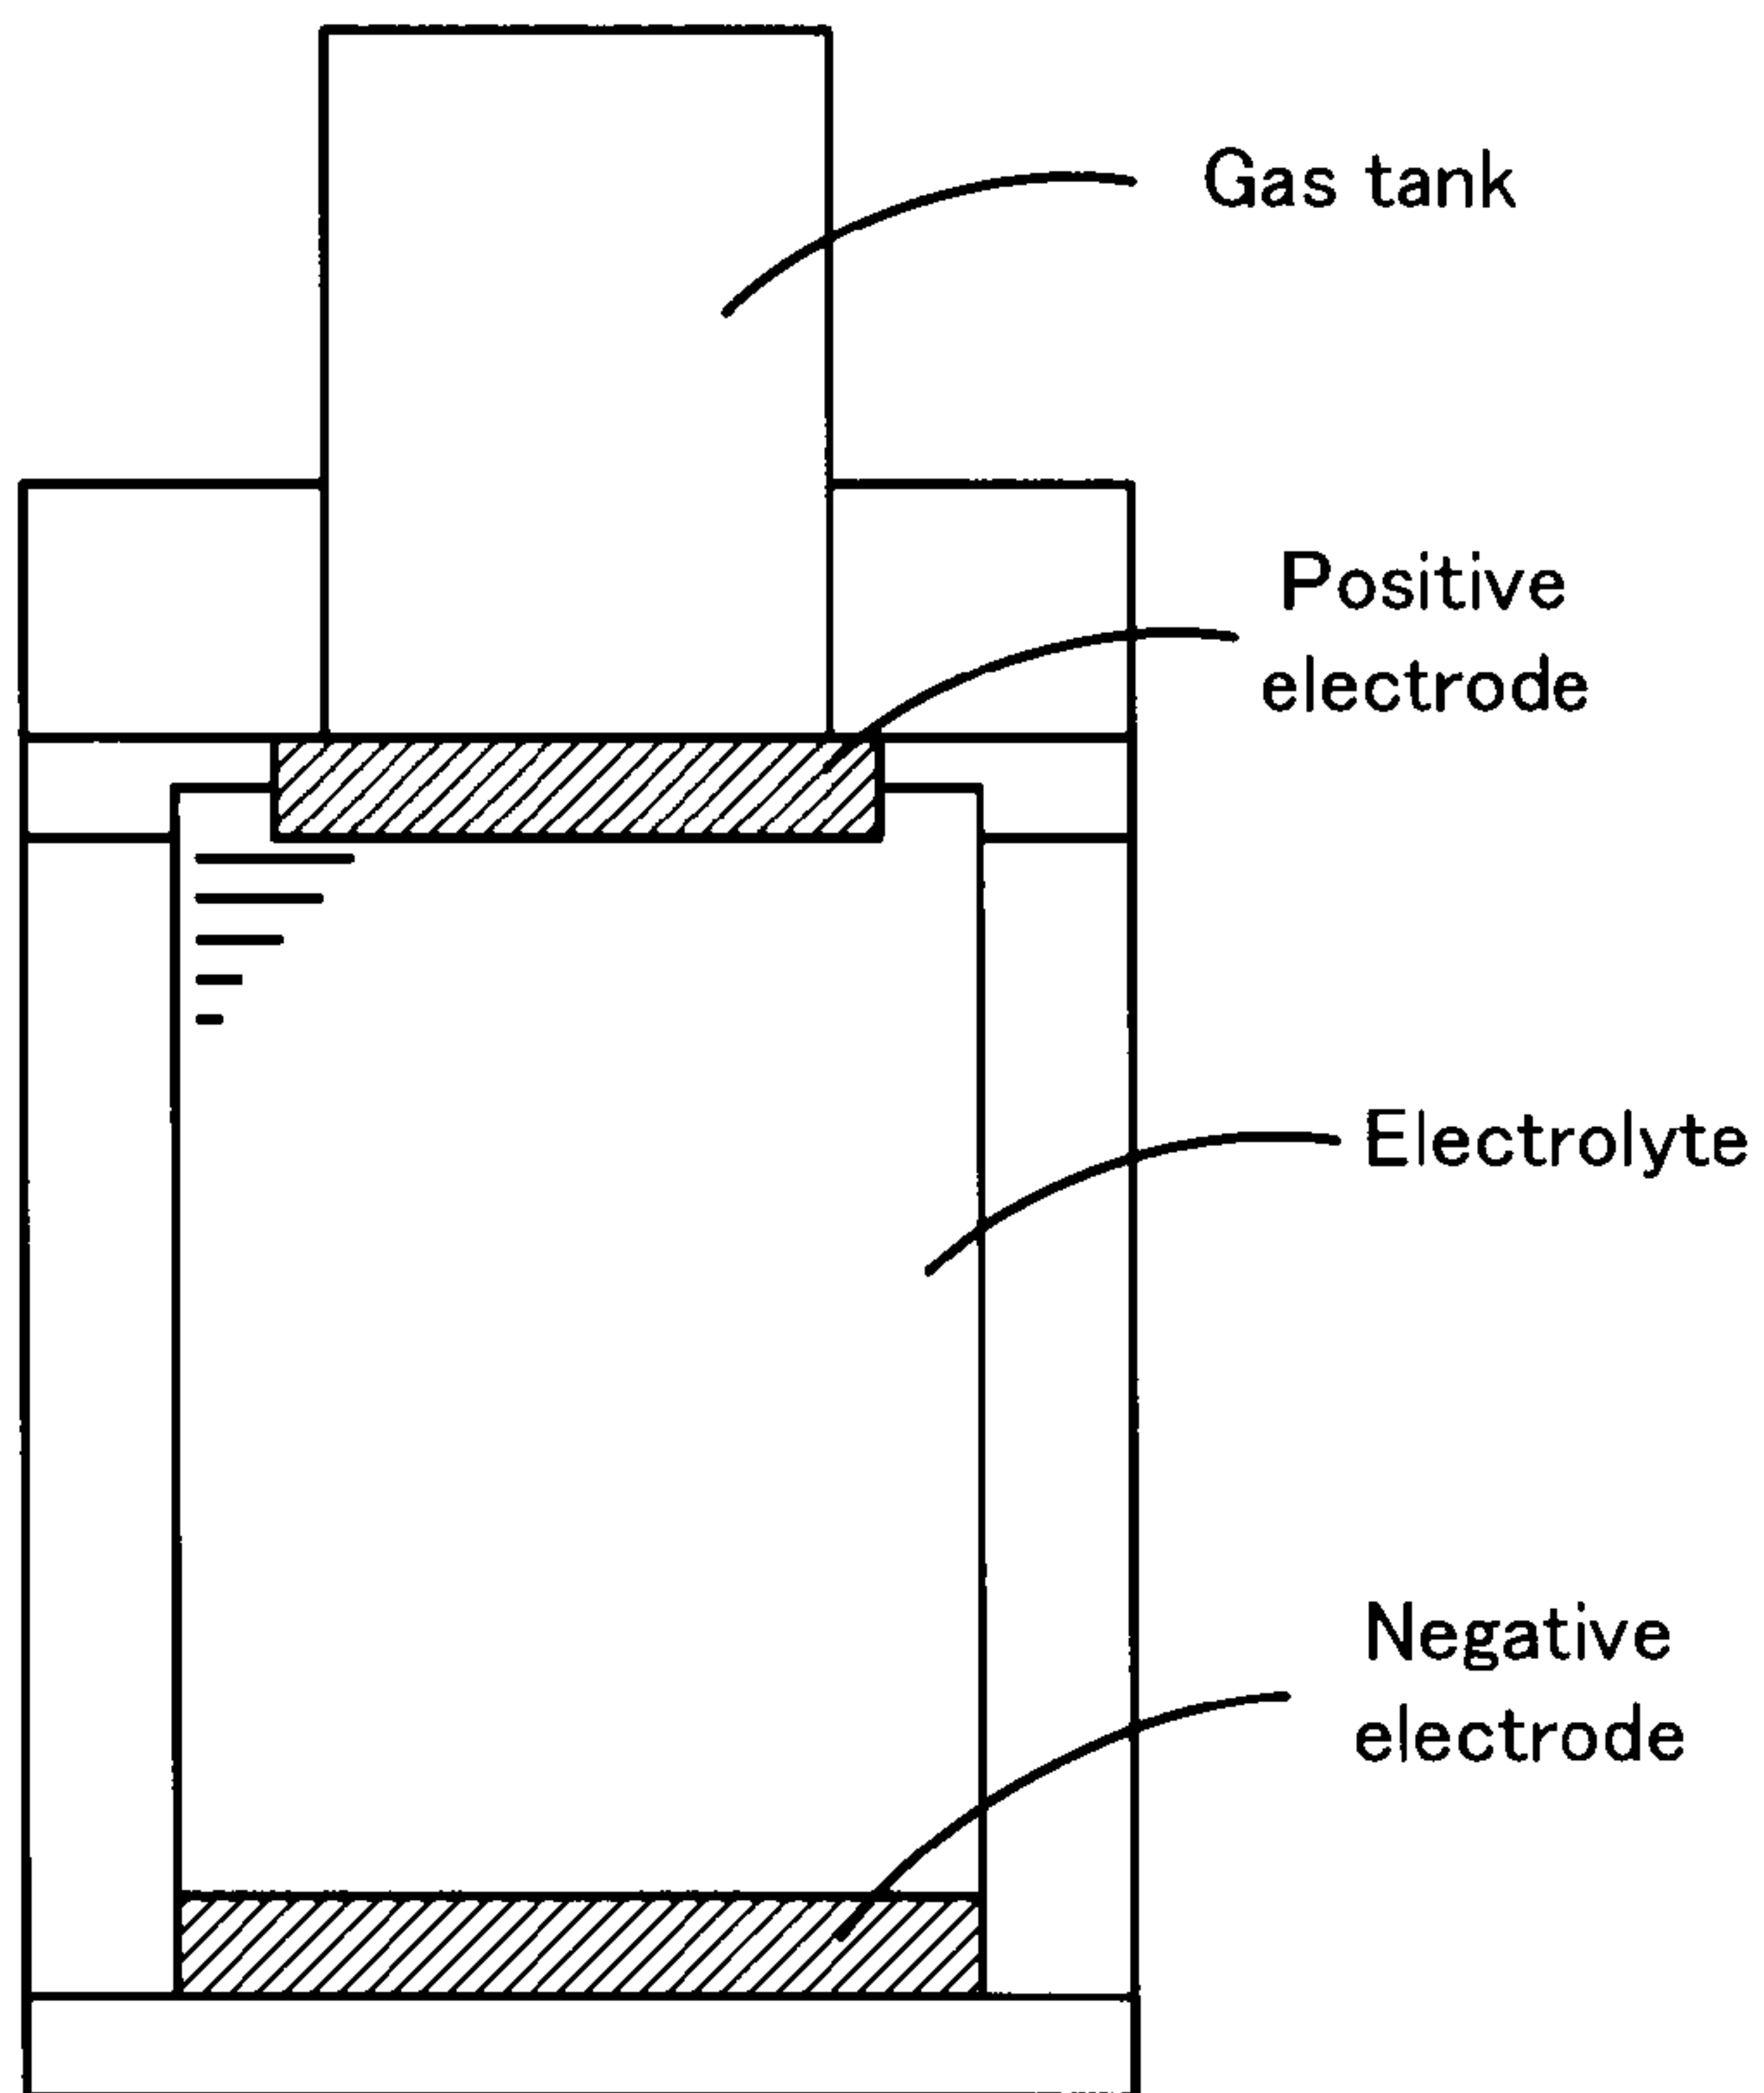 Gas tank
Positive
electrode
Electrolyte
Negative
electrode